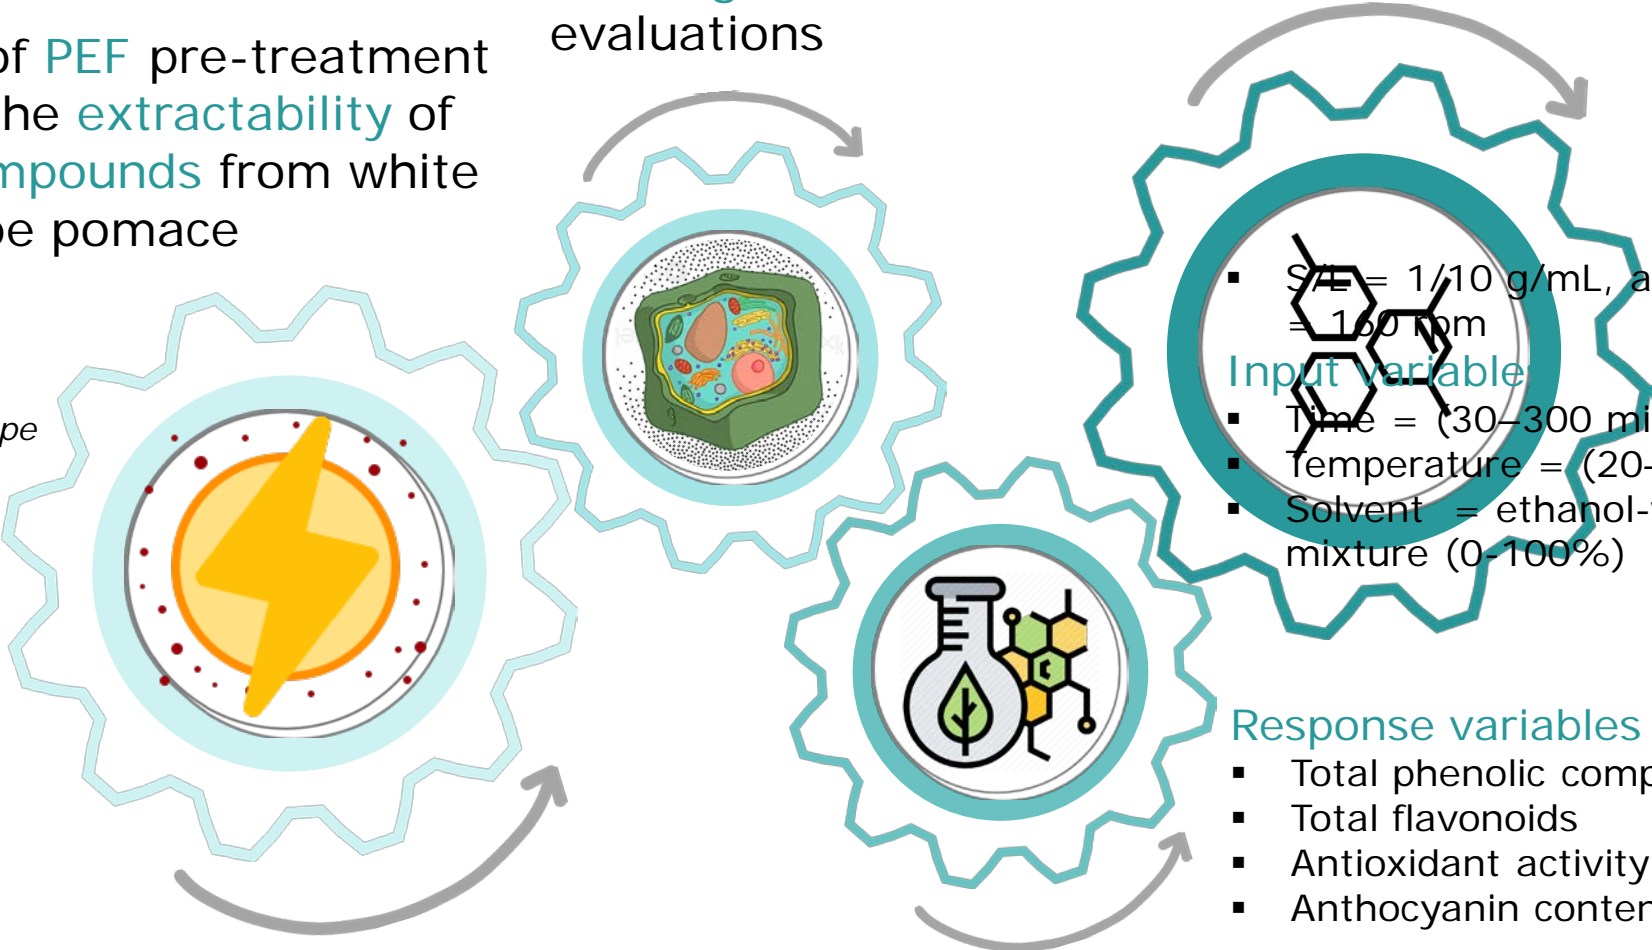 of PEF pre-treatment
he extractability of
mpounds from white
pe pomace
evaluations
pe
▪ S/L = 1/10 g/mL, a
= 160 rpm
Input variable
▪ Time = (30–300 mi
▪ Temperature = (20-
▪ Solvent = ethanol-
mixture (0-100%)
Response variables
▪ Total phenolic comp
▪ Total flavonoids
▪ Antioxidant activity
▪ Anthocyanin conten